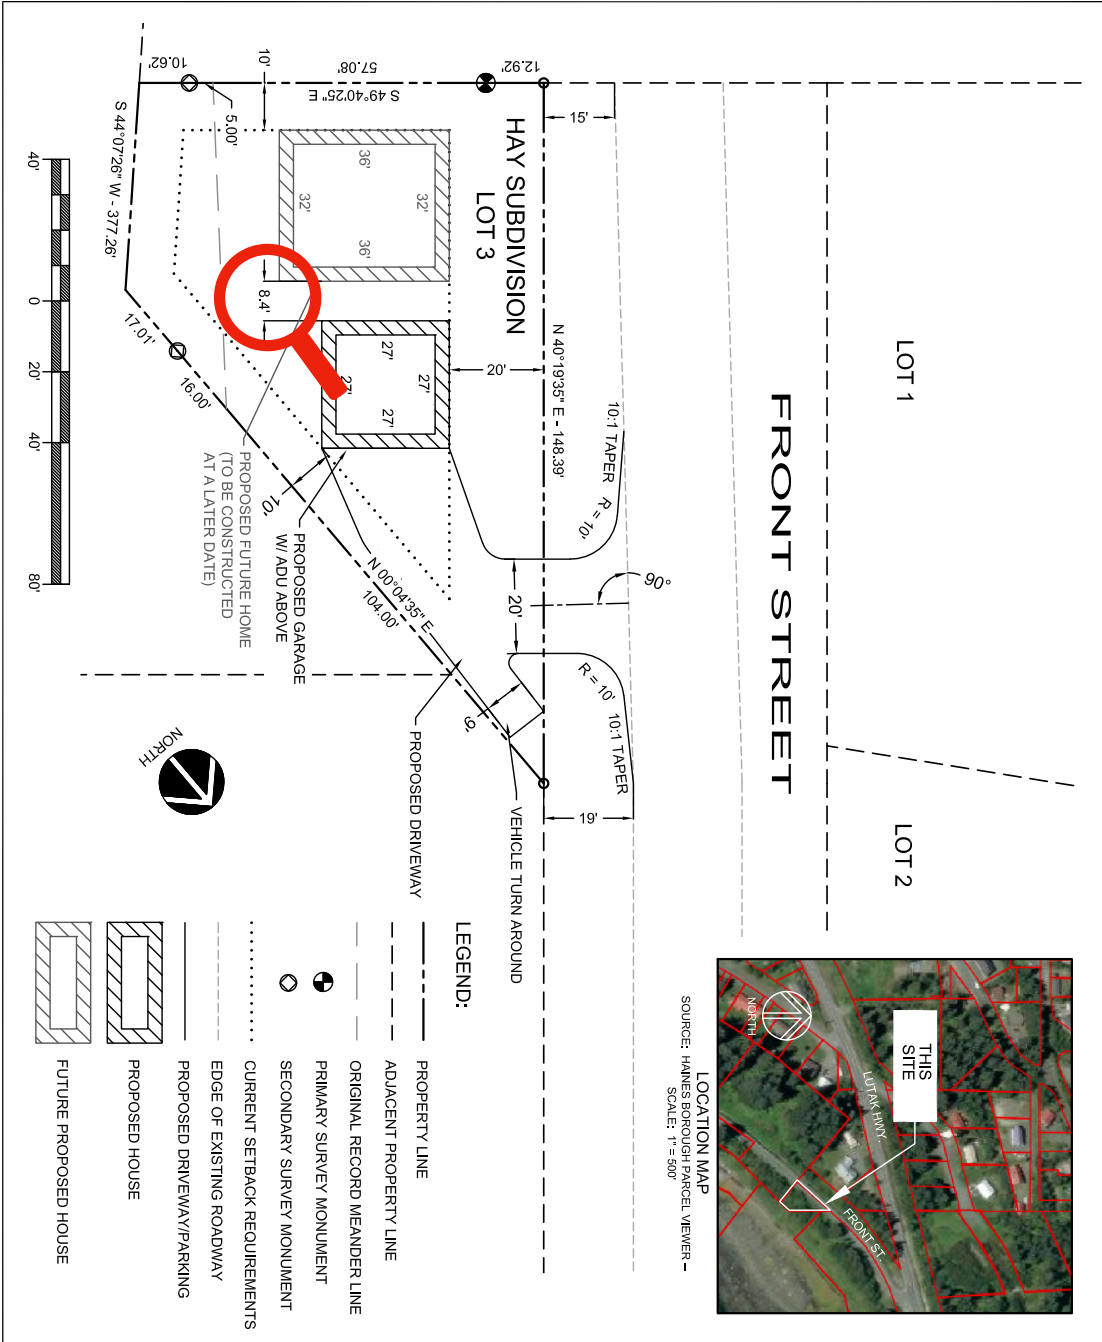 10.62'
57.08'
12.92'
S 49°40'25" E
10'
5.00'
15'
S 44°07'26" W - 377.26'
HAY SUBDIVISION
LOT 3
36'
32'
32'
36'
8.4'
27'
27'
27'
27'
20'
N 40°19'35" E - 148.39'
10:1 TAPER
R = 10'
90°
20'
R = 10'
10:1 TAPER
19'
17.01'
16.00'
10'
N 00°04'35" E
104.00'
9'
PROPOSED FUTURE HOME
(TO BE CONSTRUCTED
AT A LATER DATE)
PROPOSED GARAGE
W/ ADU ABOVE
PROPOSED DRIVEWAY
VEHICLE TURN AROUND
40'
0
20'
40'
80'
NORTH
FRONT STREET
LOT 1
LOT 2
LEGEND:
PROPERTY LINE
ADJACENT PROPERTY LINE
ORIGINAL RECORD MEANDER LINE
PRIMARY SURVEY MONUMENT
SECONDARY SURVEY MONUMENT
CURRENT SETBACK REQUIREMENTS
EDGE OF EXISTING ROADWAY
PROPOSED DRIVEWAY/PARKING
PROPOSED HOUSE
FUTURE PROPOSED HOUSE
THIS
SITE
LUTAK HWY.
FRONT ST.
NORTH
LOCATION MAP
SOURCE: HAINES BOROUGH PARCEL VIEWER -
SCALE: 1" = 500'